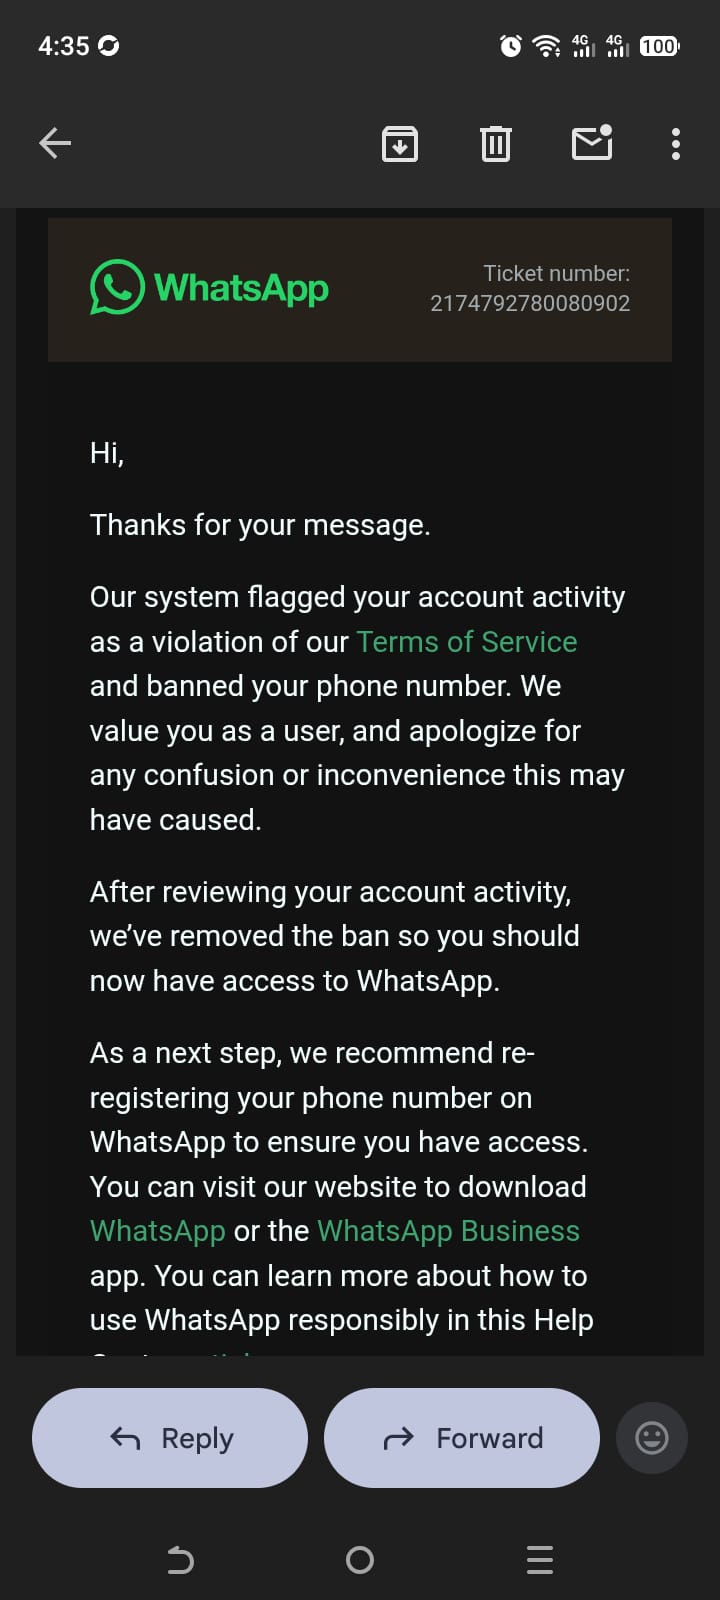 4:35
4G 4G 100
WhatsApp
Ticket number:
2174792780080902
Hi,
Thanks for your message.
Our system flagged your account activity
as a violation of our Terms of Service
and banned your phone number. We
value you as a user, and apologize for
any confusion or inconvenience this may
have caused.
After reviewing your account activity,
we’ve removed the ban so you should
now have access to WhatsApp.
As a next step, we recommend re-
registering your phone number on
WhatsApp to ensure you have access.
You can visit our website to download
WhatsApp or the WhatsApp Business
app. You can learn more about how to
use WhatsApp responsibly in this Help
Reply
Forward